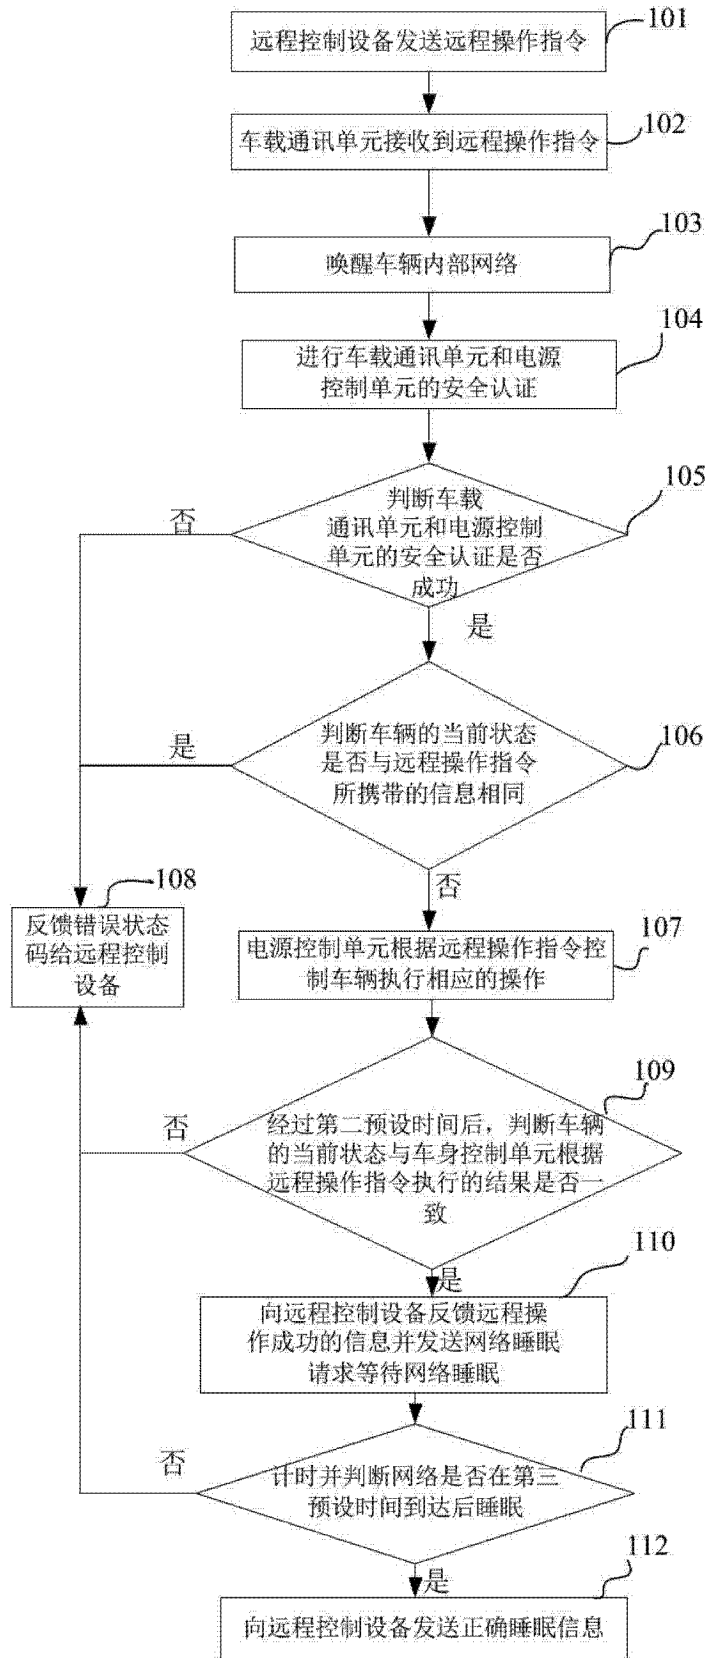 101
远程控制设备发送远程操作指令
102
车载通讯单元接收到远程操作指令
103
唤醒车辆内部网络
104
进行车载通讯单元和电源
控制单元的安全认证
105
判断车载
通讯单元和电源控制
单元的安全认证是否
成功
否
是
106
判断车辆的当前状态
是否与远程操作指令
所携带的信息相同
是
否
108
反馈错误状态
码给远程控制
设备
107
电源控制单元根据远程操作指令控
制车辆执行相应的操作
109
经过第二预设时间后，判断车辆
的当前状态与车身控制单元根据
远程操作指令执行的结果是否一
致
否
是
110
向远程控制设备反馈远程操
作成功的信息并发送网络睡眠
请求等待网络睡眠
111
计时并判断网络是否在第三
预设时间到达后睡眠
否
是
112
向远程控制设备发送正确睡眠信息